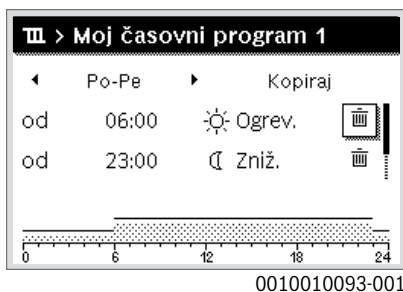 > Moj časovni program 1
Po-Pe Kopiraj
od 06:00 Ogrev.
od 23:00 Zniž.
0 6 12 18 24
0010010093-001